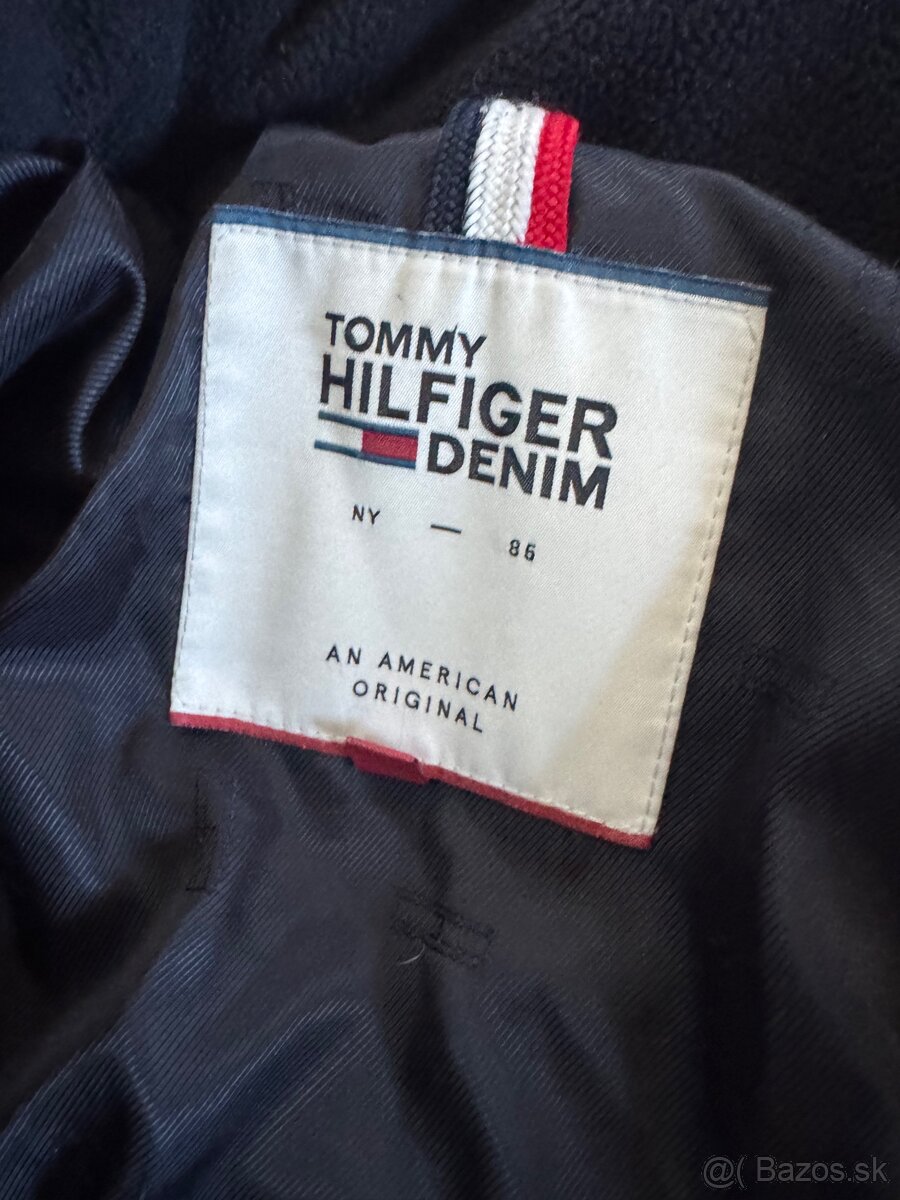 TOMMY
HILFIGER
DENIM
NY — 85
AN AMERICAN
ORIGINAL
@( Bazos.sk